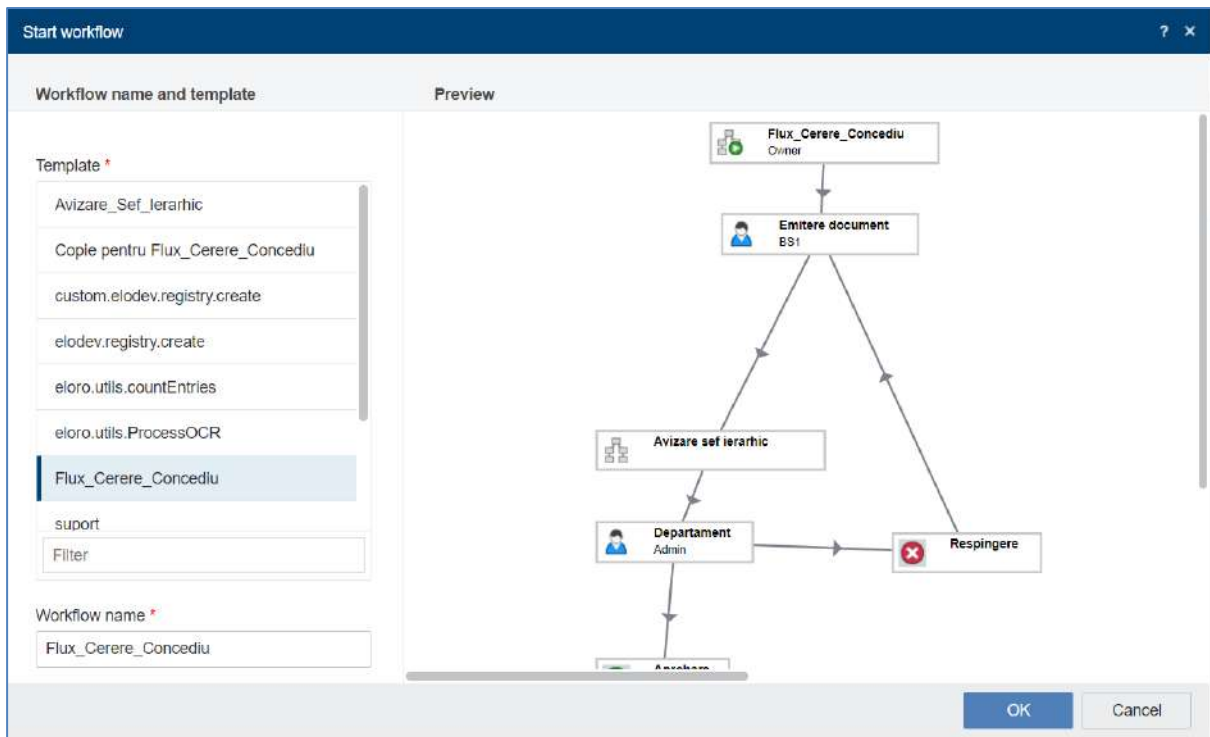 Start workflow
? ×
Workflow name and template
Preview
Template *
Avizare_Sef_Ierarhic
Copie pentru Flux_Cerere_Concediu
custom.elodev.registry.create
elodev.registry.create
eloro.utils.countEntries
eloro.utils.ProcessOCR
Flux_Cerere_Concediu
suport
Filter
Workflow name *
Flux_Cerere_Concediu
Flux_Cerere_Concediu
Owner
Emitere document
BS1
Avizare sef ierarhic
Departament
Admin
Respingere
Aprobare
OK
Cancel